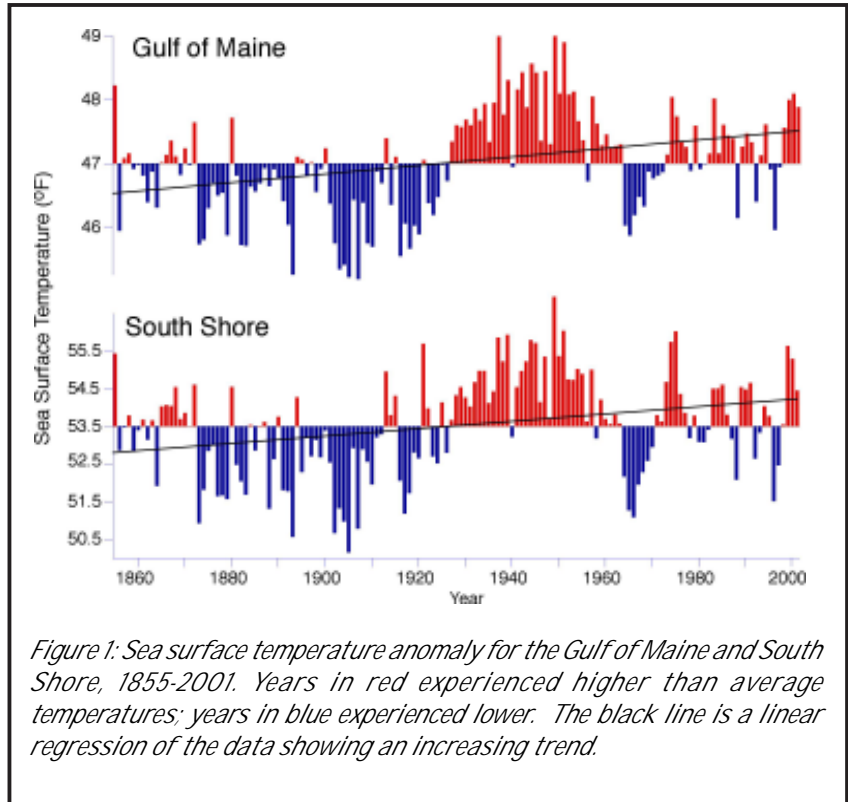 49
Gulf of Maine
48
47
46
Sea Surface Temperature (ºF)
South Shore
55.5
54.5
53.5
52.5
51.5
50.5
1860 1880 1900 1920 1940 1960 1980 2000
Year
Figure 1: Sea surface temperature anomaly for the Gulf of Maine and South
Shore, 1855-2001. Years in red experienced higher than average
temperatures; years in blue experienced lower. The black line is a linear
regression of the data showing an increasing trend.